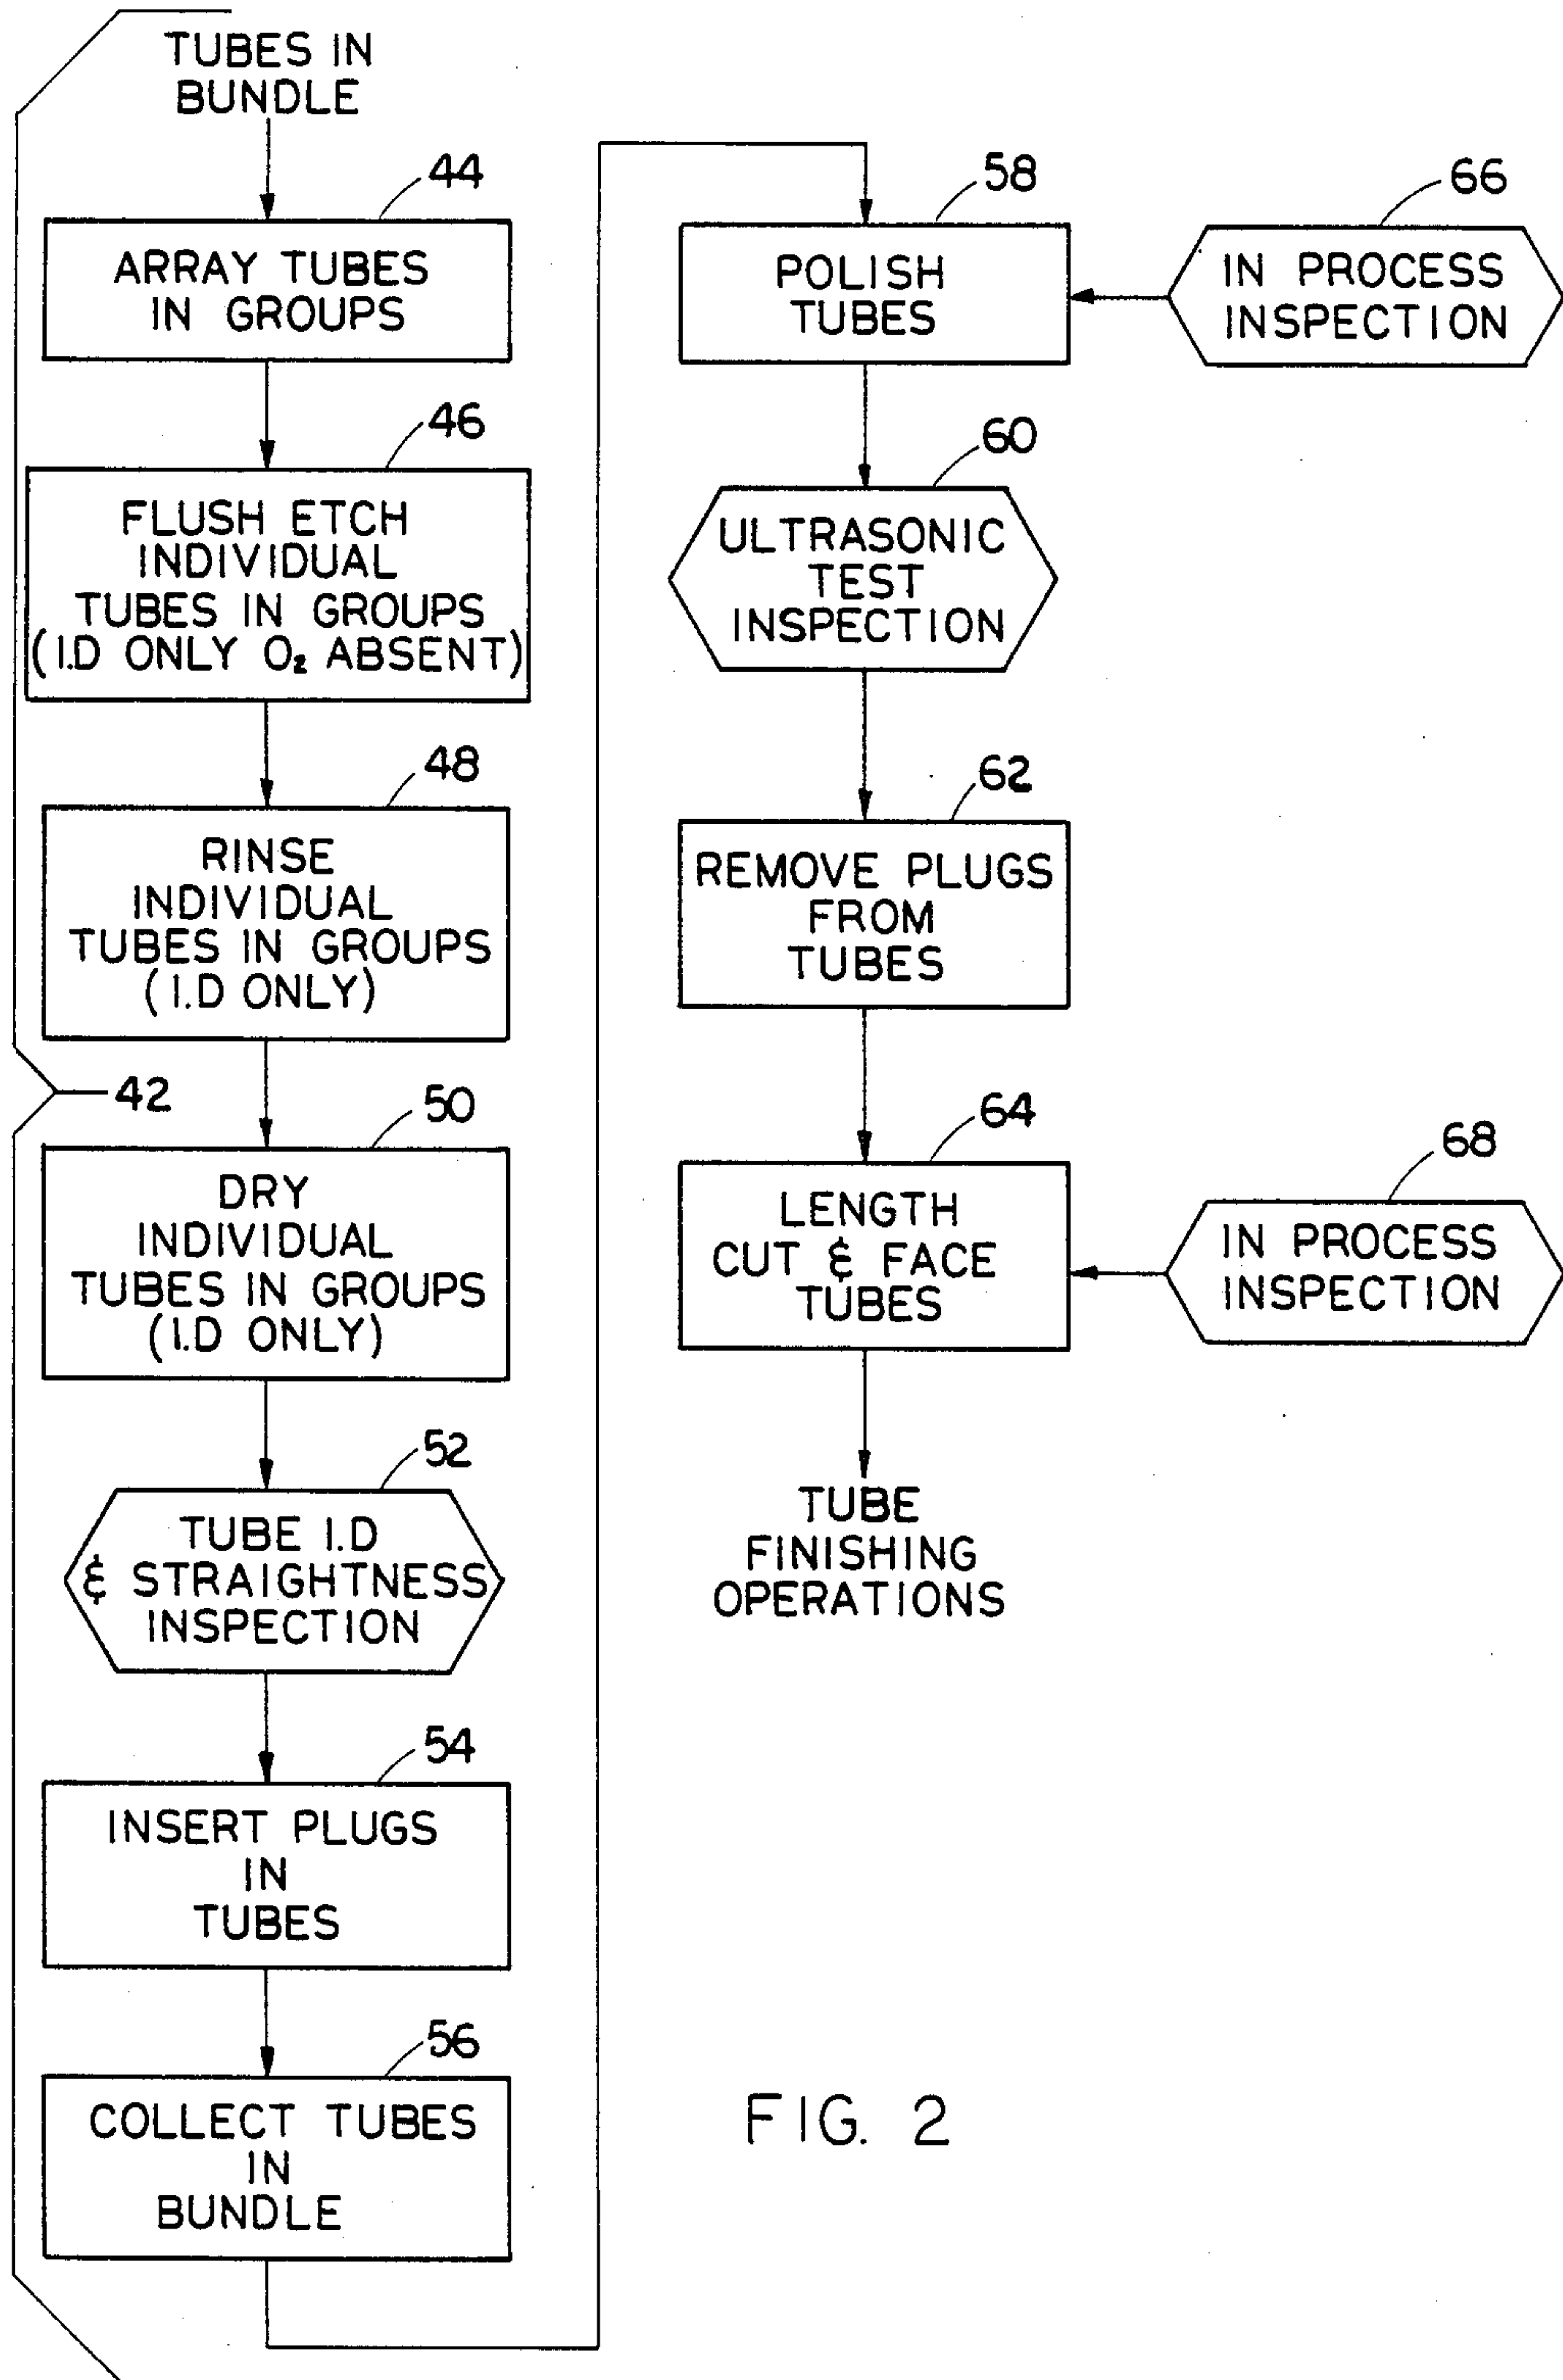 TUBES IN
BUNDLE
44
ARRAY TUBES
IN GROUPS
46
FLUSH ETCH
INDIVIDUAL
TUBES IN GROUPS
(I.D ONLY O₂ ABSENT)
48
RINSE
INDIVIDUAL
TUBES IN GROUPS
(I.D ONLY)
42
50
DRY
INDIVIDUAL
TUBES IN GROUPS
(I.D ONLY)
52
TUBE I.D
& STRAIGHTNESS
INSPECTION
54
INSERT PLUGS
IN
TUBES
56
COLLECT TUBES
IN
BUNDLE
58
POLISH
TUBES
66
IN PROCESS
INSPECTION
60
ULTRASONIC
TEST
INSPECTION
62
REMOVE PLUGS
FROM
TUBES
64
LENGTH
CUT & FACE
TUBES
68
IN PROCESS
INSPECTION
TUBE
FINISHING
OPERATIONS
FIG. 2